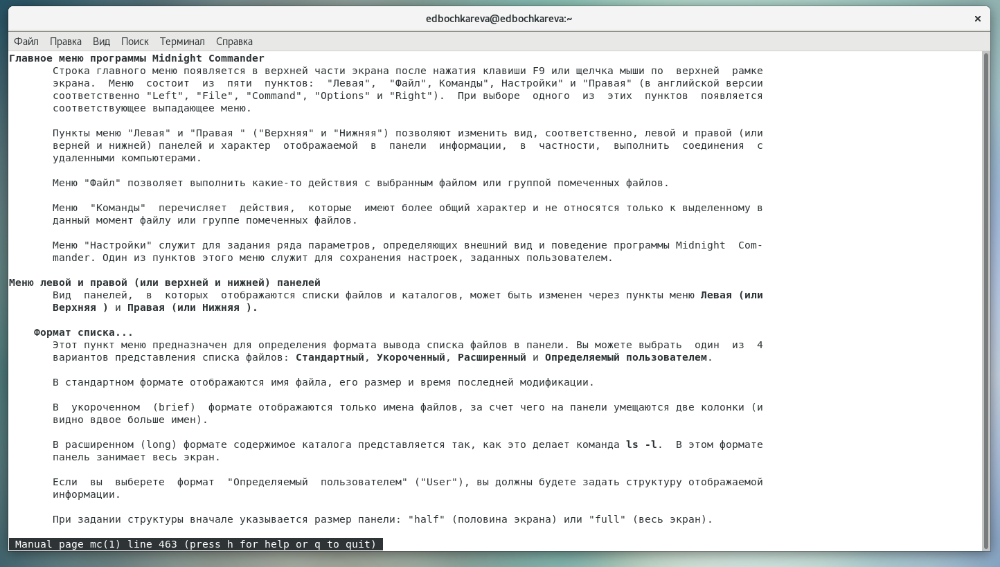 edbochkareva@edbochkareva:~
×
Файл Правка Вид Поиск Терминал Справка
Главное меню программы Midnight Commander
Строка главного меню появляется в верхней части экрана после нажатия клавиши F9 или щелчка мыши по верхней рамке
экрана. Меню состоит из пяти пунктов: "Левая", "Файл", Команды", Настройки" и "Правая" (в английской версии
соответственно "Left", "File", "Command", "Options" и "Right"). При выборе одного из этих пунктов появляется
соответствующее выпадающее меню.
Пункты меню "Левая" и "Правая " ("Верхняя" и "Нижняя") позволяют изменить вид, соответственно, левой и правой (или
верней и нижней) панелей и характер отображаемой в панели информации, в частности, выполнить соединения с
удаленными компьютерами.
Меню "Файл" позволяет выполнить какие-то действия с выбранным файлом или группой помеченных файлов.
Меню "Команды" перечисляет действия, которые имеют более общий характер и не относятся только к выделенному в
данный момент файлу или группе помеченных файлов.
Меню "Настройки" служит для задания ряда параметров, определяющих внешний вид и поведение программы Midnight Com-
mander. Один из пунктов этого меню служит для сохранения настроек, заданных пользователем.
Меню левой и правой (или верхней и нижней) панелей
Вид панелей, в которых отображаются списки файлов и каталогов, может быть изменен через пункты меню Левая (или
Верхняя ) и Правая (или Нижняя ).
Формат списка...
Этот пункт меню предназначен для определения формата вывода списка файлов в панели. Вы можете выбрать один из 4
вариантов представления списка файлов: Стандартный, Укороченный, Расширенный и Определяемый пользователем.
В стандартном формате отображаются имя файла, его размер и время последней модификации.
В укороченном (brief) формате отображаются только имена файлов, за счет чего на панели умещаются две колонки (и
видно вдвое больше имен).
В расширенном (long) формате содержимое каталога представляется так, как это делает команда ls -l. В этом формате
панель занимает весь экран.
Если вы выберете формат "Определяемый пользователем" ("User"), вы должны будете задать структуру отображаемой
информации.
При задании структуры вначале указывается размер панели: "half" (половина экрана) или "full" (весь экран).
Manual page mc(1) line 463 (press h for help or q to quit)